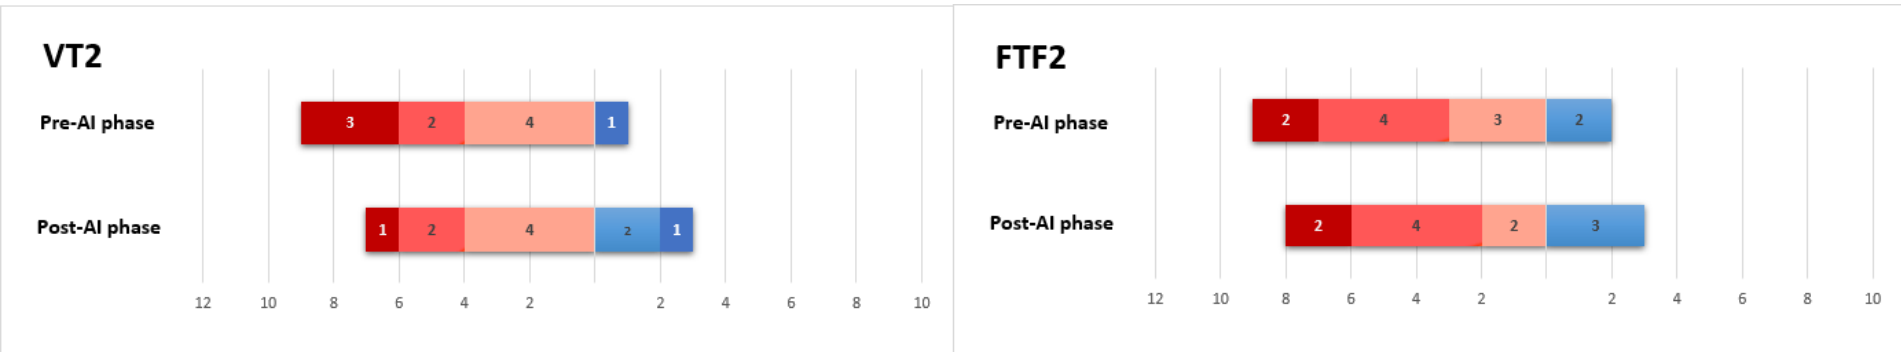 VT2
Pre-AI phase
3 2 4 1
Post-AI phase
1 2 4 2 1
12 10 8 6 4 2 2 4 6 8 10
FTF2
Pre-AI phase
2 4 3 2
Post-AI phase
2 4 2 3
12 10 8 6 4 2 2 4 6 8 10